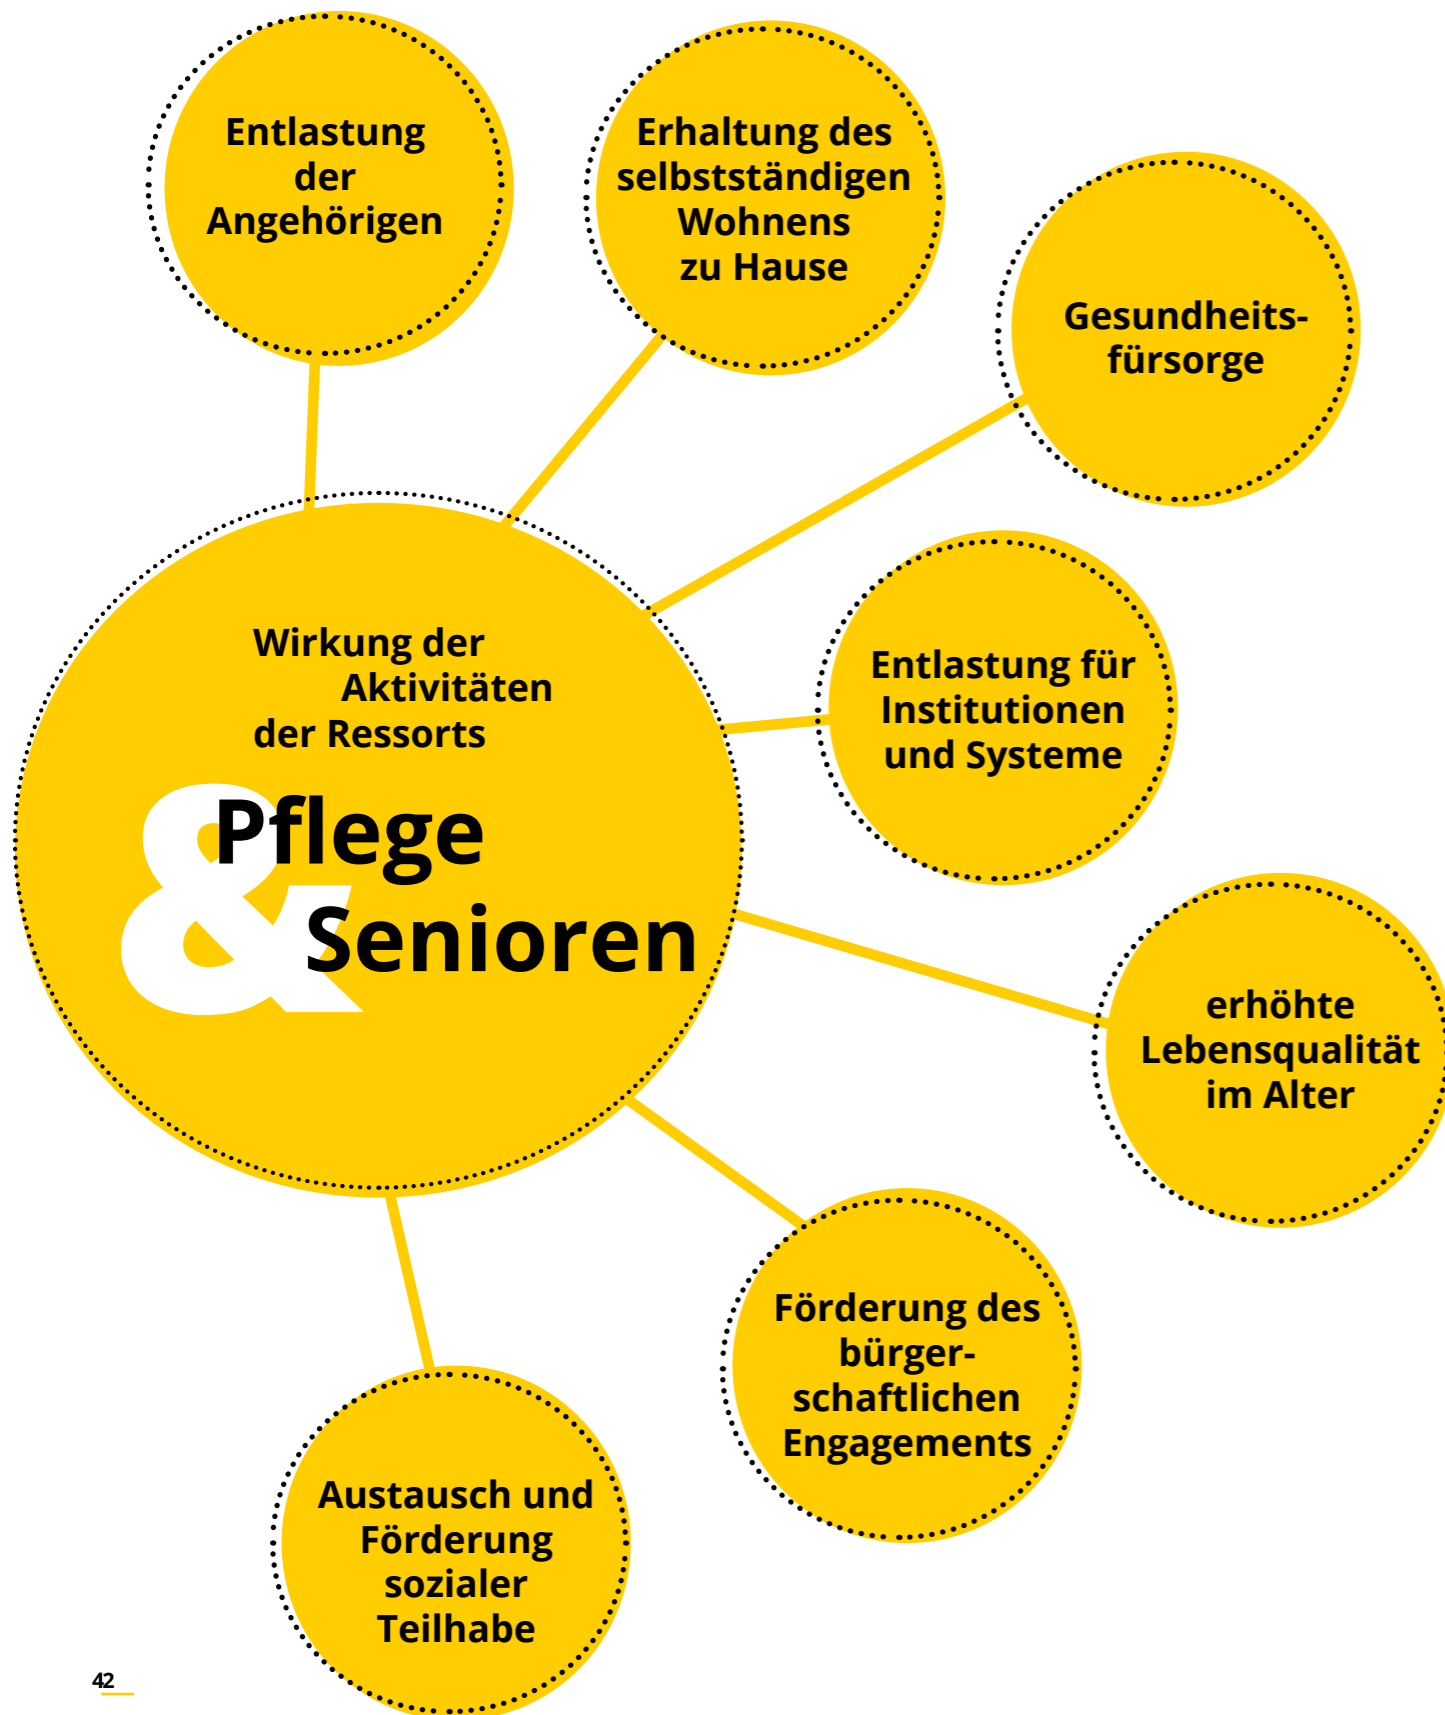 Entlastung
der
Angehörigen
Erhaltung des
selbstständigen
Wohnens
zu Hause
Gesundheits-
fürsorge
Wirkung der
Aktivitäten
der Ressorts
&
Pflege
Senioren
Entlastung für
Institutionen
und Systeme
erhöhte
Lebensqualität
im Alter
Förderung des
bürger-
schaftlichen
Engagements
Austausch und
Förderung
sozialer
Teilhabe
42